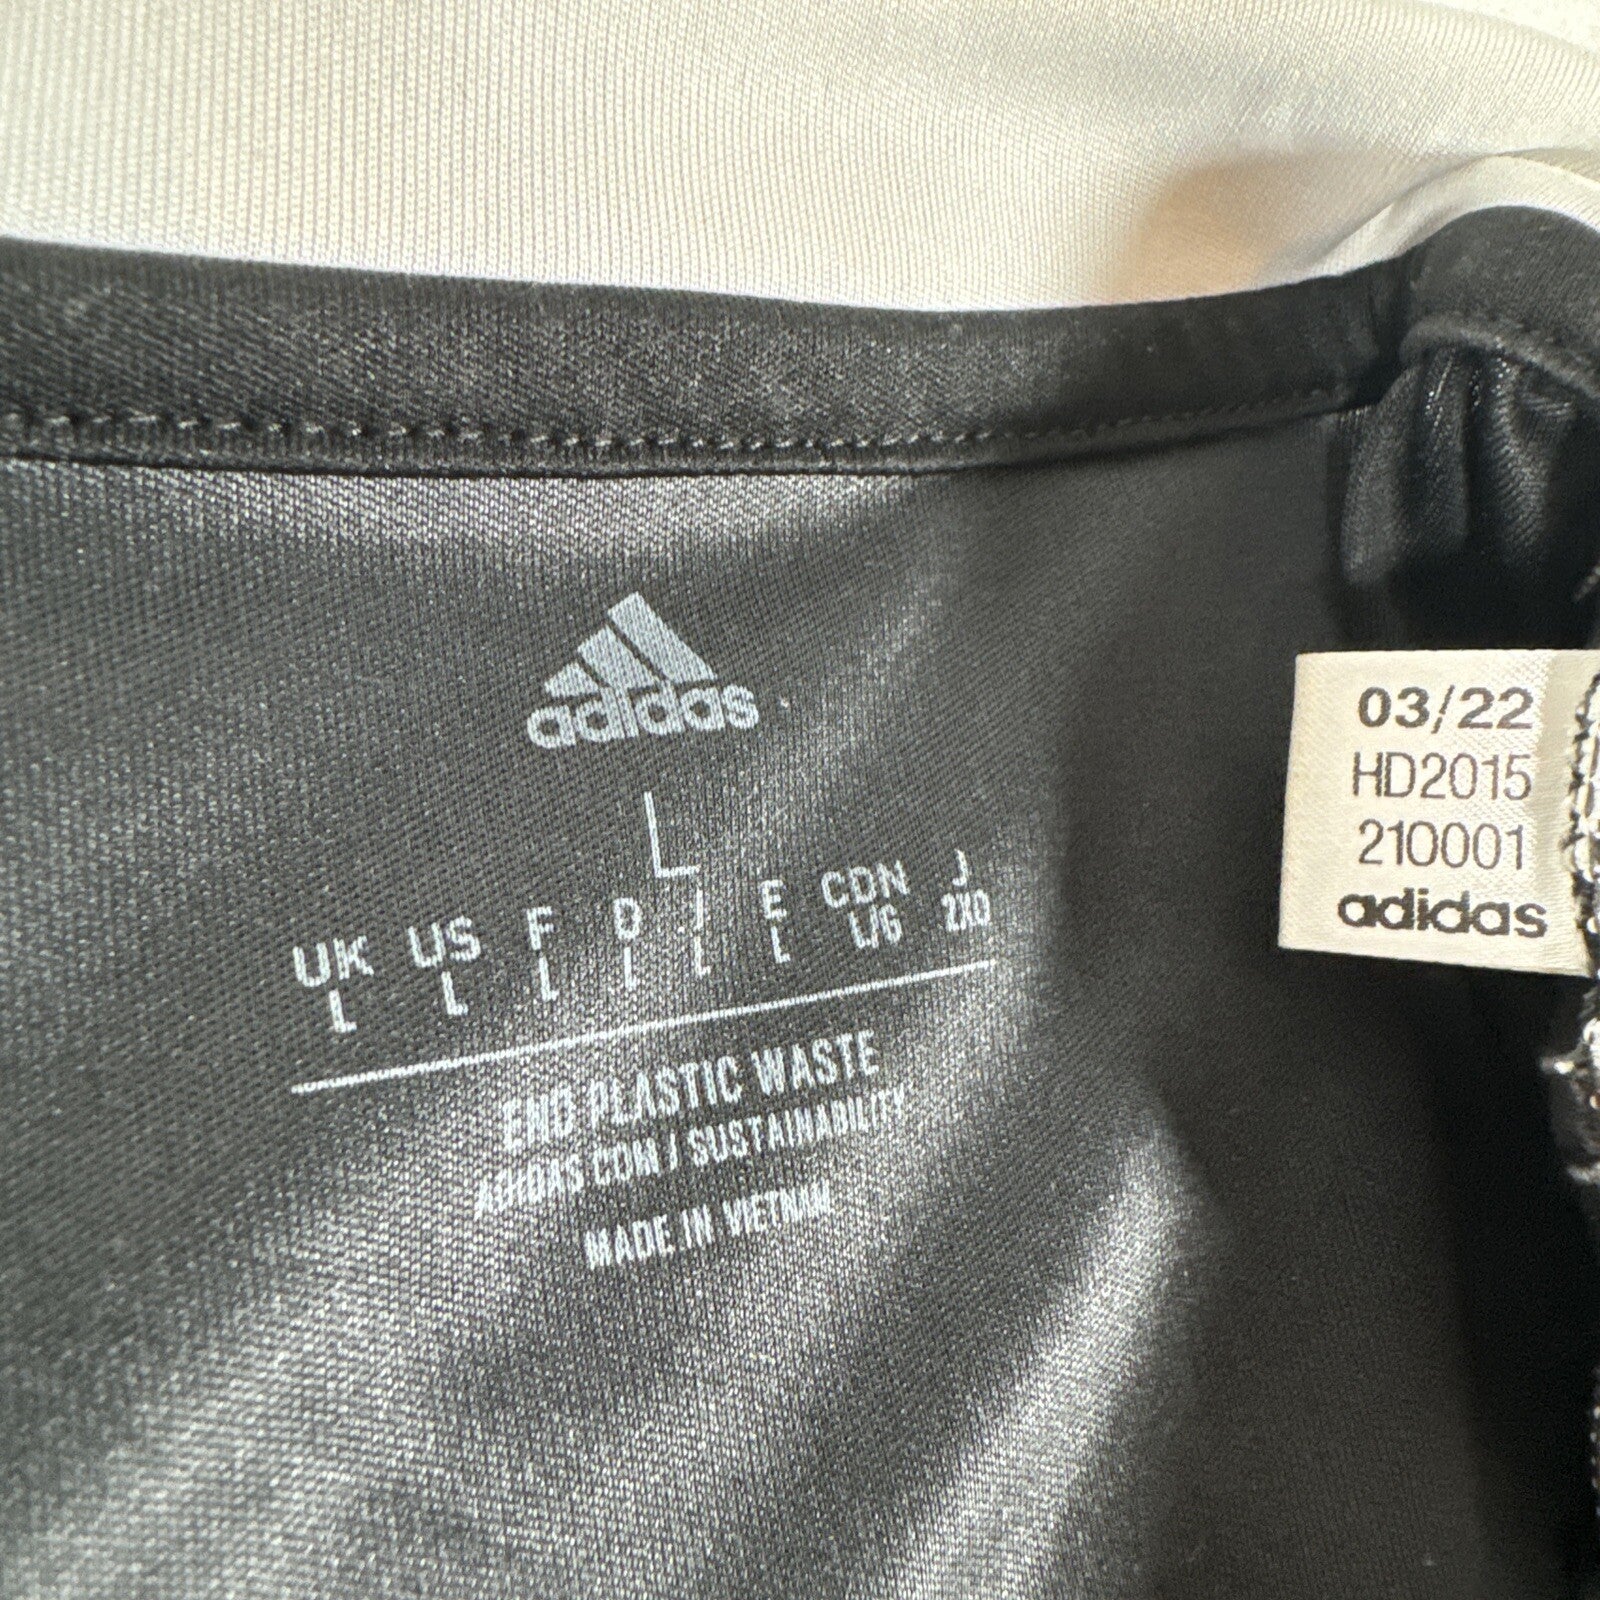 adidas
L
UK US F D I E CDN J
L L L L L L L/G 2XO
END PLASTIC WASTE
ADIDAS.COM/SUSTAINABILITY
MADE IN VIETNAM
03/22
HD2015
210001
adidas